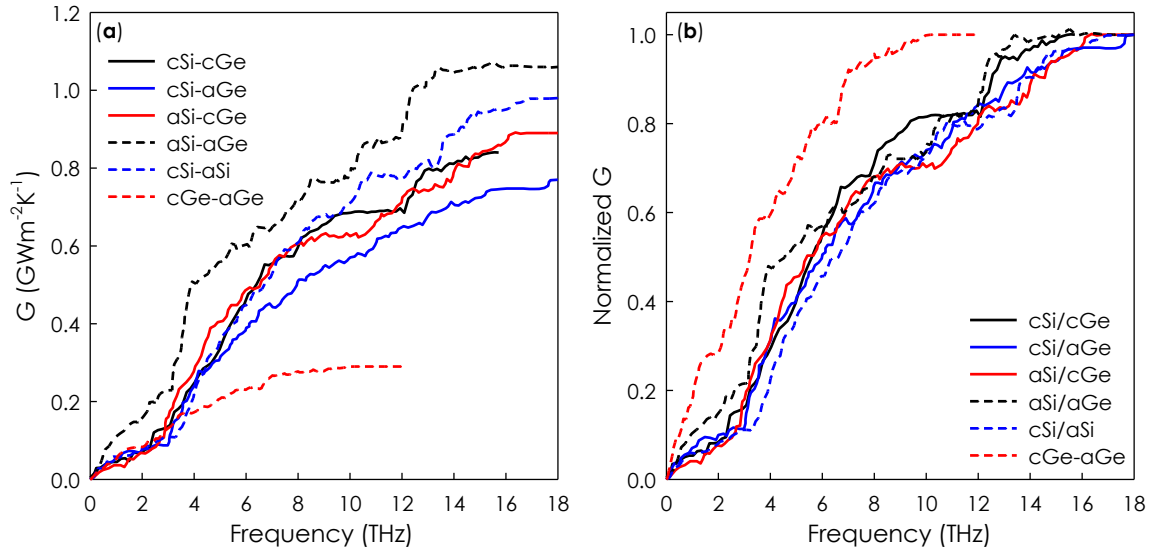 (a)
G (GWm⁻²K⁻¹)
1.2
1.0
0.8
0.6
0.4
0.2
0.0
cSi-cGe
cSi-aGe
aSi-cGe
aSi-aGe
cSi-aSi
cGe-aGe
0 2 4 6 8 10 12 14 16 18
Frequency (THz)
(b)
Normalized G
1.0
0.8
0.6
0.4
0.2
0.0
cSi/cGe
cSi/aGe
aSi/cGe
aSi/aGe
cSi/aSi
cGe-aGe
0 2 4 6 8 10 12 14 16 18
Frequency (THz)